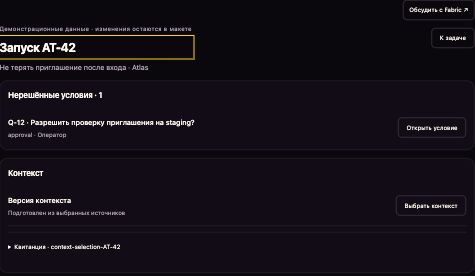 Обсудить с Fabric ↗
Демонстрационные данные · изменения остаются в макете
Запуск AT-42
К задаче
Не терять приглашение после входа · Atlas
Нерешённые условия · 1
Q-12 · Разрешить проверку приглашения на staging?
approval · Оператор
Открыть условие
Контекст
Версия контекста
Подготовлен из выбранных источников
Выбрать контекст
▸ Квитанция · context-selection-AT-42